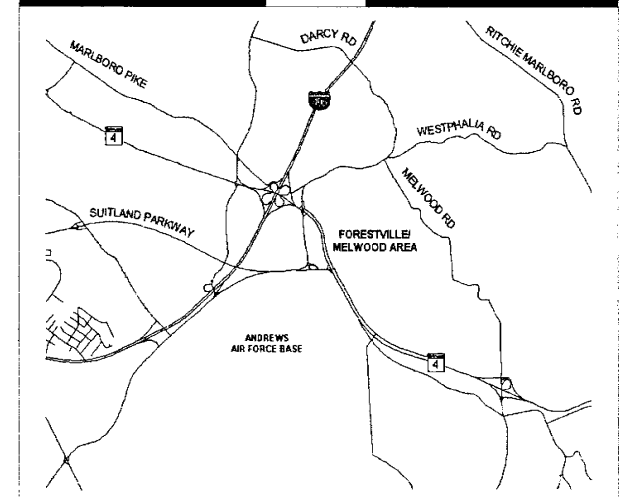 DARCY RD
MARLBORO PIKE
RITCHIE MARLBORO RD
4
WESTPHALIA RD
MELWOOD RD
SUITLAND PARKWAY
FORESTVILLE/
MELWOOD AREA
ANDREWS
AIR FORCE BASE
4